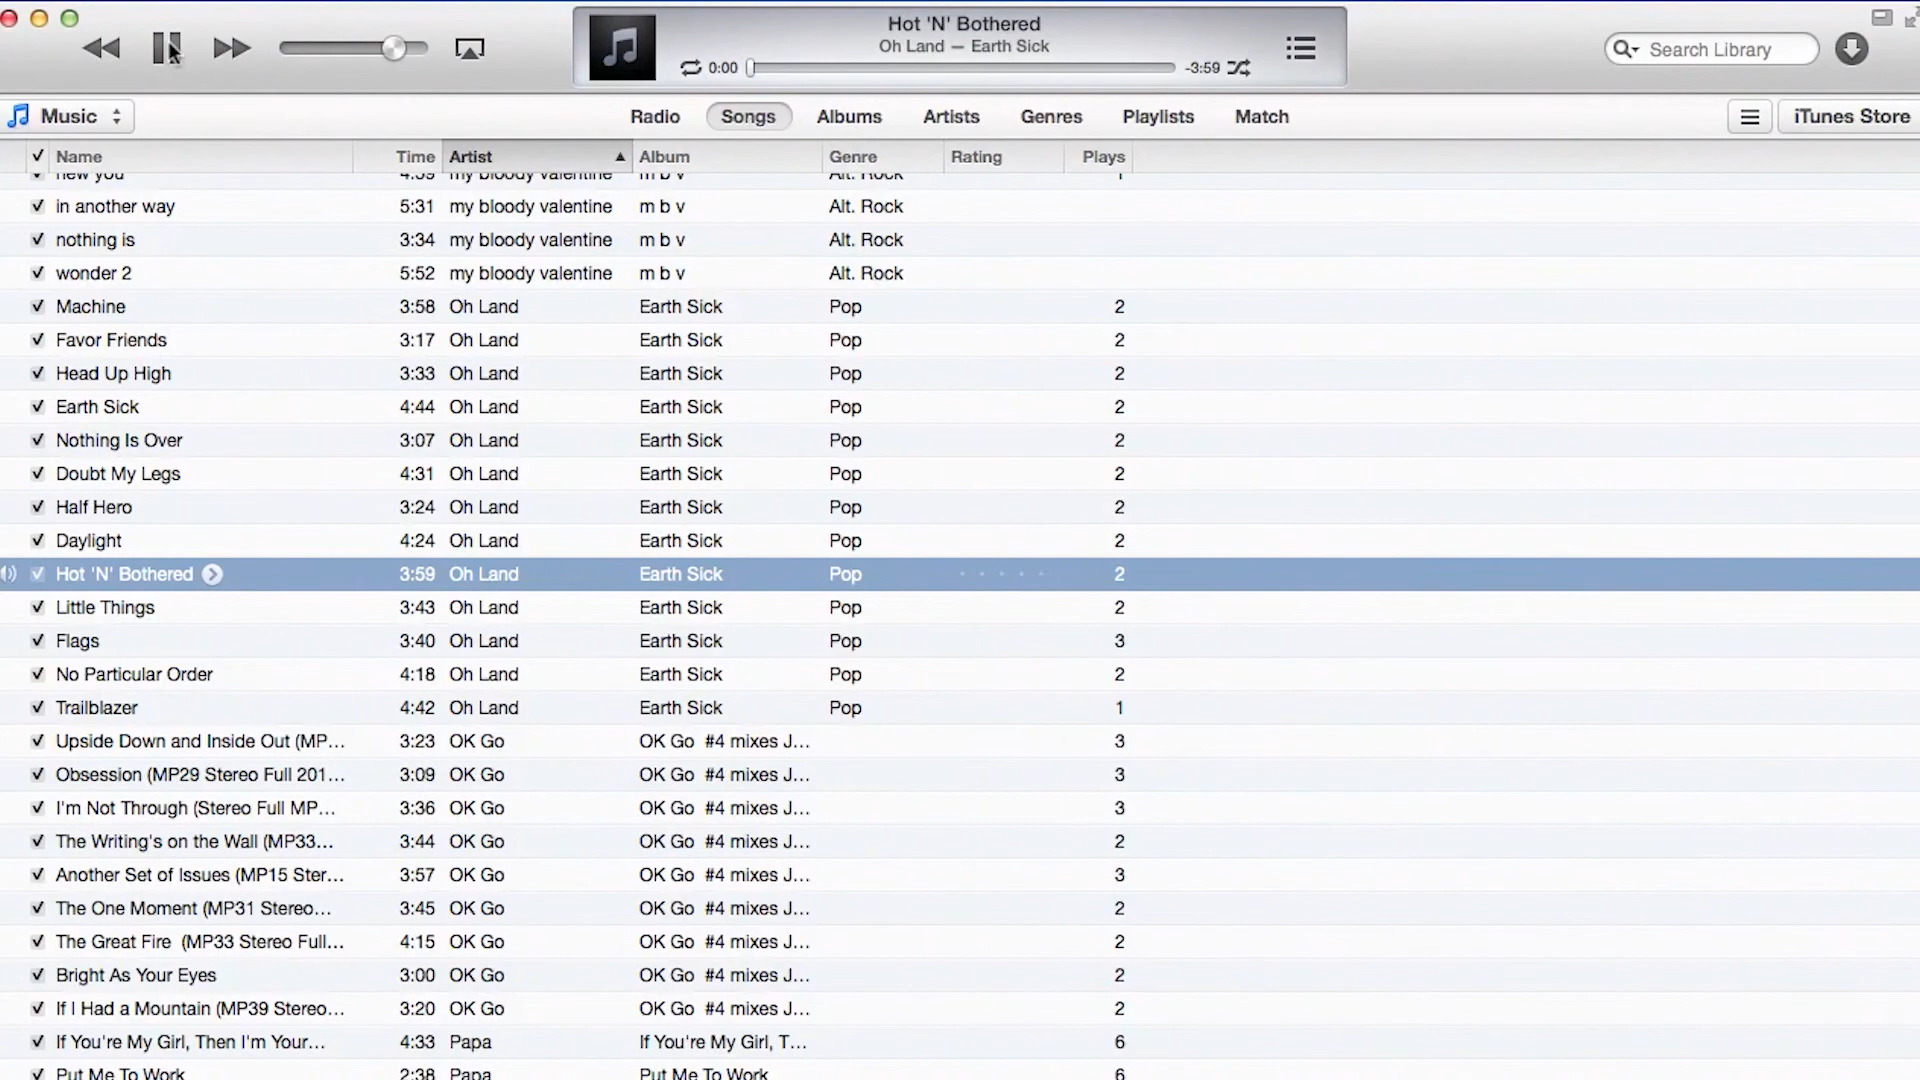 Hot 'N' Bothered
Oh Land — Earth Sick
0:00 -3:59
Search Library
Music Radio Songs Albums Artists Genres Playlists Match iTunes Store
✓ Name Time Artist Album Genre Rating Plays
new you 4:59 my bloody valentine m b v Alt. Rock 1
✓ in another way 5:31 my bloody valentine m b v Alt. Rock
✓ nothing is 3:34 my bloody valentine m b v Alt. Rock
✓ wonder 2 5:52 my bloody valentine m b v Alt. Rock
✓ Machine 3:58 Oh Land Earth Sick Pop 2
✓ Favor Friends 3:17 Oh Land Earth Sick Pop 2
✓ Head Up High 3:33 Oh Land Earth Sick Pop 2
✓ Earth Sick 4:44 Oh Land Earth Sick Pop 2
✓ Nothing Is Over 3:07 Oh Land Earth Sick Pop 2
✓ Doubt My Legs 4:31 Oh Land Earth Sick Pop 2
✓ Half Hero 3:24 Oh Land Earth Sick Pop 2
✓ Daylight 4:24 Oh Land Earth Sick Pop 2
✓ Hot 'N' Bothered 3:59 Oh Land Earth Sick Pop 2
✓ Little Things 3:43 Oh Land Earth Sick Pop 2
✓ Flags 3:40 Oh Land Earth Sick Pop 3
✓ No Particular Order 4:18 Oh Land Earth Sick Pop 2
✓ Trailblazer 4:42 Oh Land Earth Sick Pop 1
✓ Upside Down and Inside Out (MP... 3:23 OK Go OK Go #4 mixes J... 3
✓ Obsession (MP29 Stereo Full 201... 3:09 OK Go OK Go #4 mixes J... 3
✓ I'm Not Through (Stereo Full MP... 3:36 OK Go OK Go #4 mixes J... 3
✓ The Writing's on the Wall (MP33... 3:44 OK Go OK Go #4 mixes J... 2
✓ Another Set of Issues (MP15 Ster... 3:57 OK Go OK Go #4 mixes J... 3
✓ The One Moment (MP31 Stereo... 3:45 OK Go OK Go #4 mixes J... 2
✓ The Great Fire (MP33 Stereo Full... 4:15 OK Go OK Go #4 mixes J... 2
✓ Bright As Your Eyes 3:00 OK Go OK Go #4 mixes J... 2
✓ If I Had a Mountain (MP39 Stereo... 3:20 OK Go OK Go #4 mixes J... 2
✓ If You're My Girl, Then I'm Your... 4:33 Papa If You're My Girl, T... 6
✓ Put Me To Work 2:38 Papa Put Me To Work 6